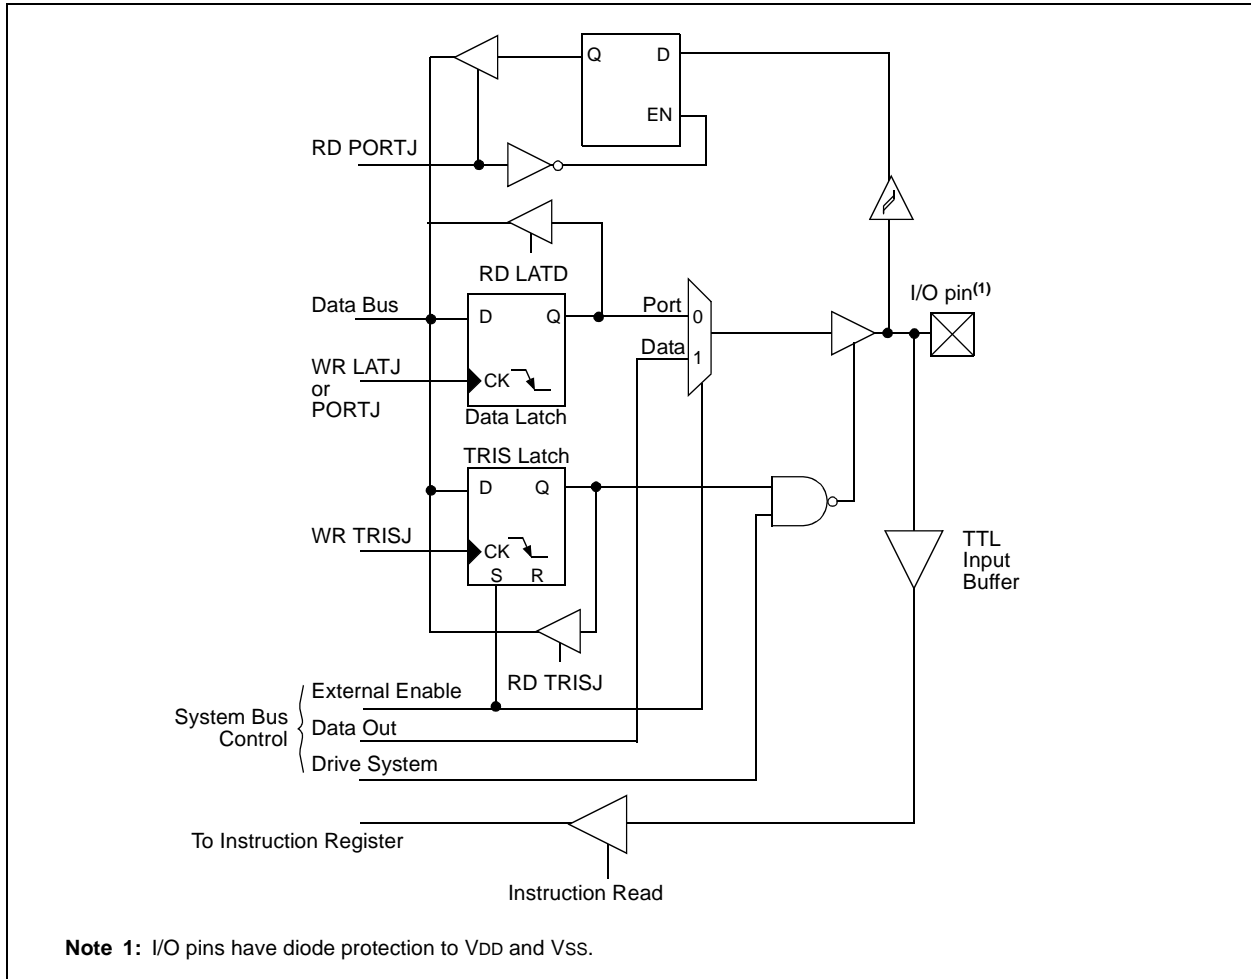 Q
D
EN
RD PORTJ
RD LATD
I/O pin(1)
Data Bus
D
Q
Port
0
Data
1
WR LATJ
or
PORTJ
CK
Data Latch
TRIS Latch
D
Q
WR TRISJ
CK
S
R
TTL
Input
Buffer
RD TRISJ
External Enable
System Bus
Control
Data Out
Drive System
To Instruction Register
Instruction Read
Note 1: I/O pins have diode protection to VDD and VSS.